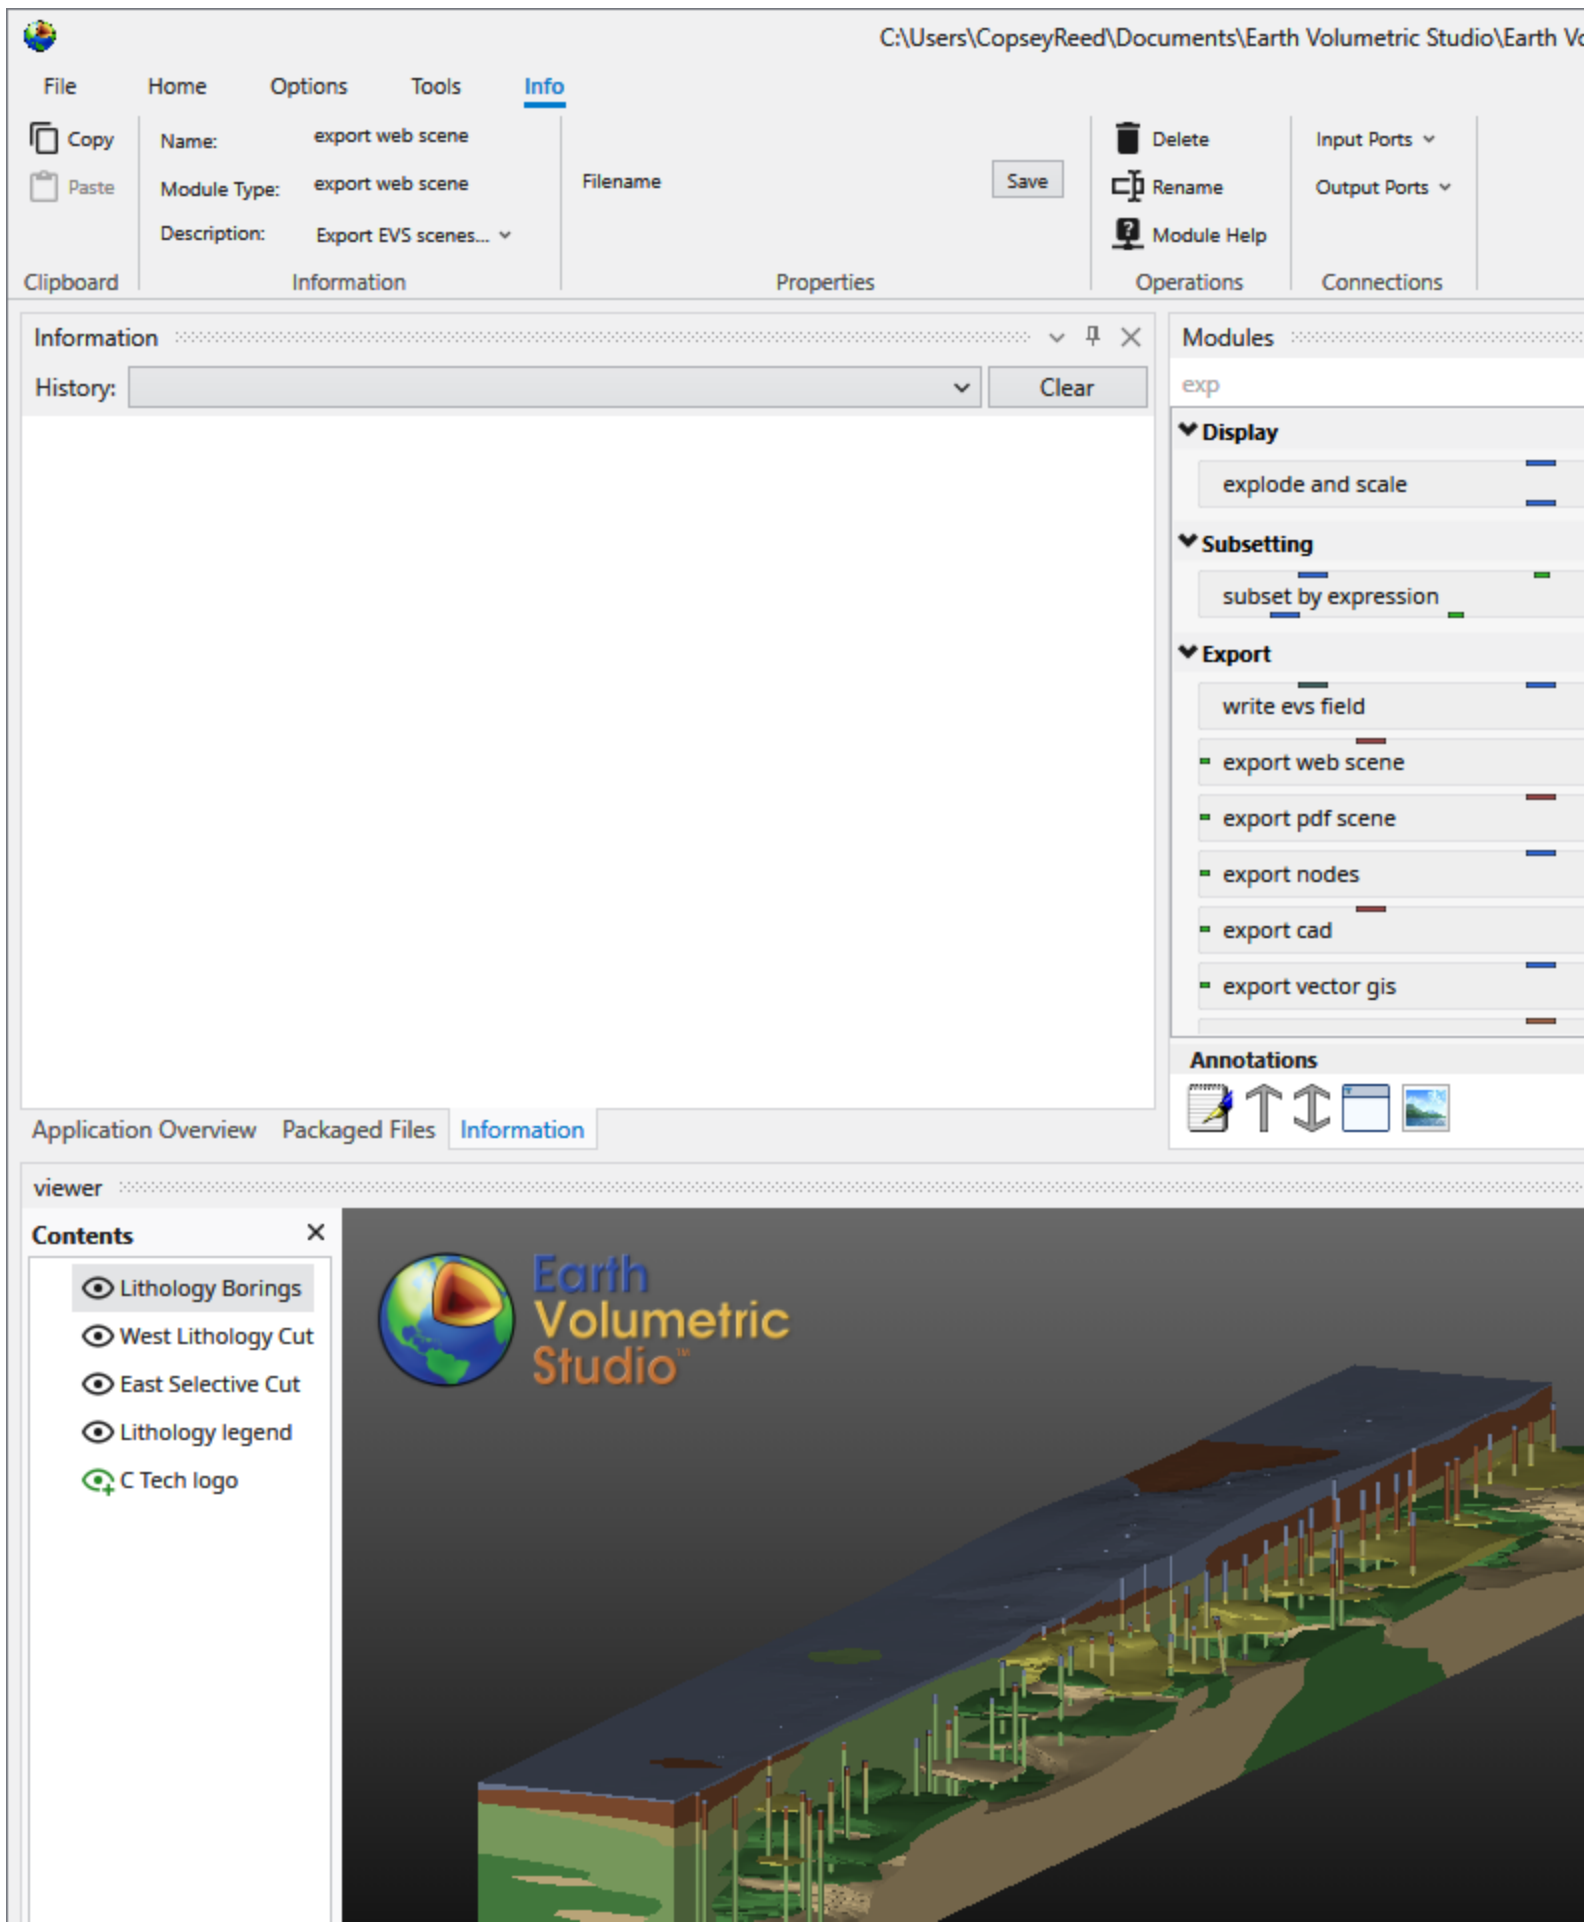 C:\Users\CopseyReed\Documents\Earth Volumetric Studio\Earth Vo
File Home Options Tools Info
Copy
Paste
Clipboard
Name: export web scene
Module Type: export web scene
Description: Export EVS scenes...
Information
Filename Save
Properties
Delete
Rename
Module Help
Operations
Input Ports
Output Ports
Connections
Information
History: Clear
Application Overview Packaged Files Information
Modules
exp
Display
explode and scale
Subsetting
subset by expression
Export
write evs field
export web scene
export pdf scene
export nodes
export cad
export vector gis
Annotations
viewer
Contents
Lithology Borings
West Lithology Cut
East Selective Cut
Lithology legend
C Tech logo
Earth
Volumetric
Studio™